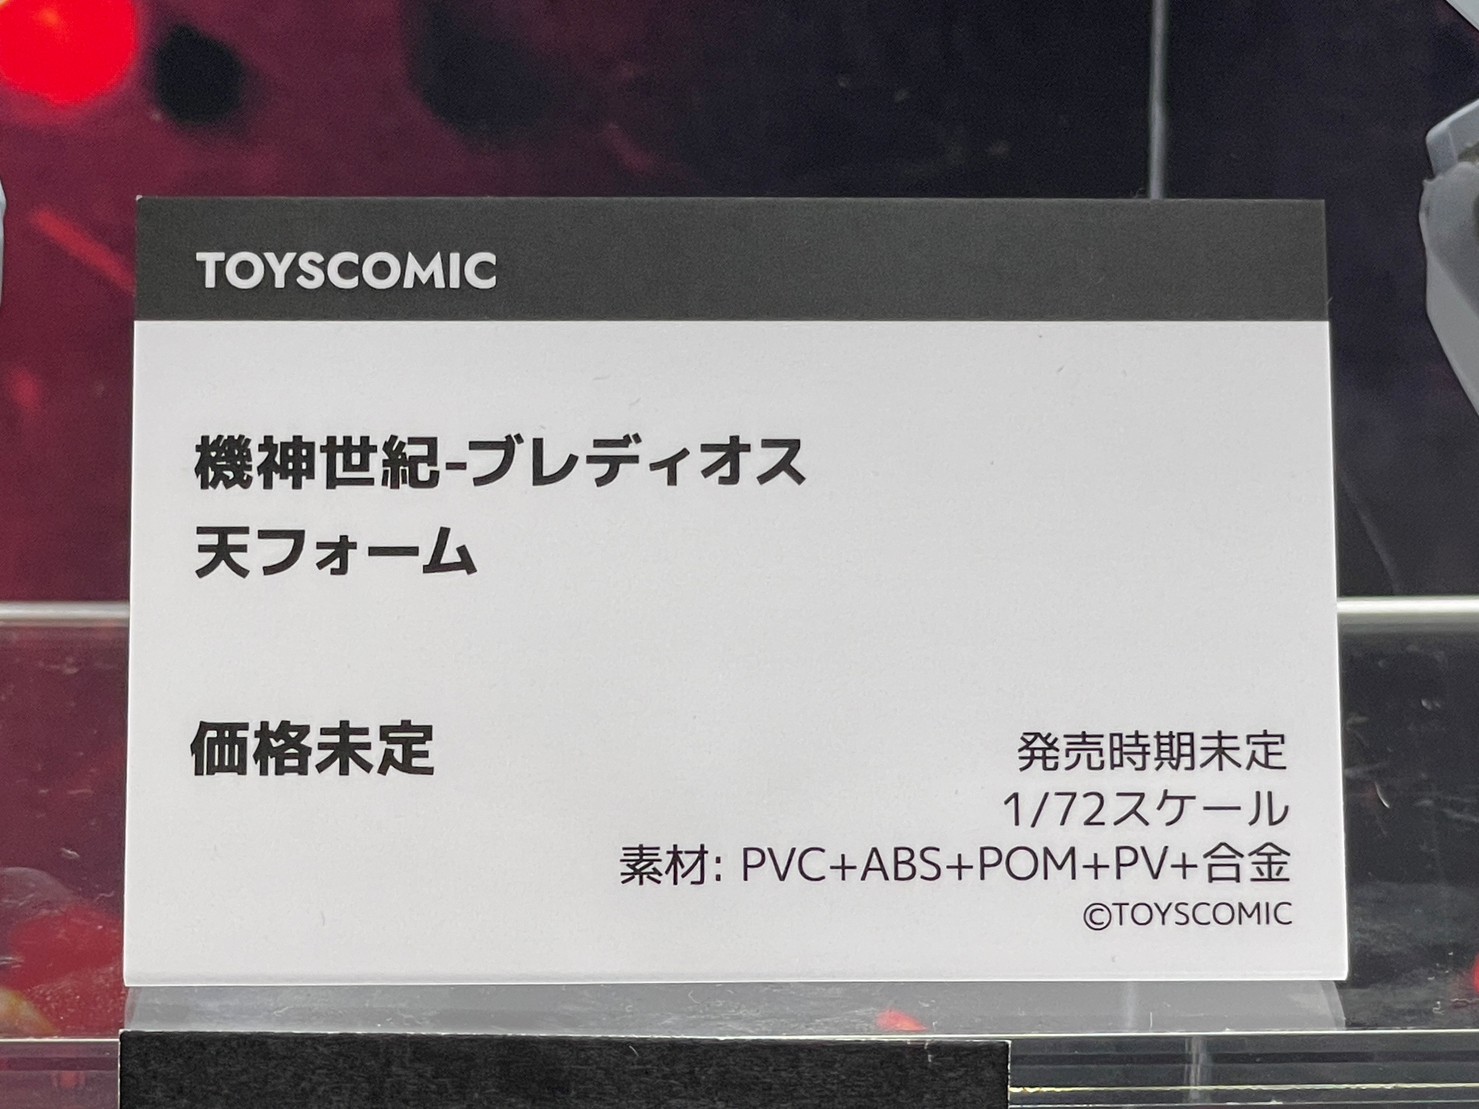 TOYSCOMIC
機神世紀-ブレディオス
天フォーム
価格未定
発売時期未定
1/72スケール
素材: PVC+ABS+POM+PV+合金
©TOYSCOMIC